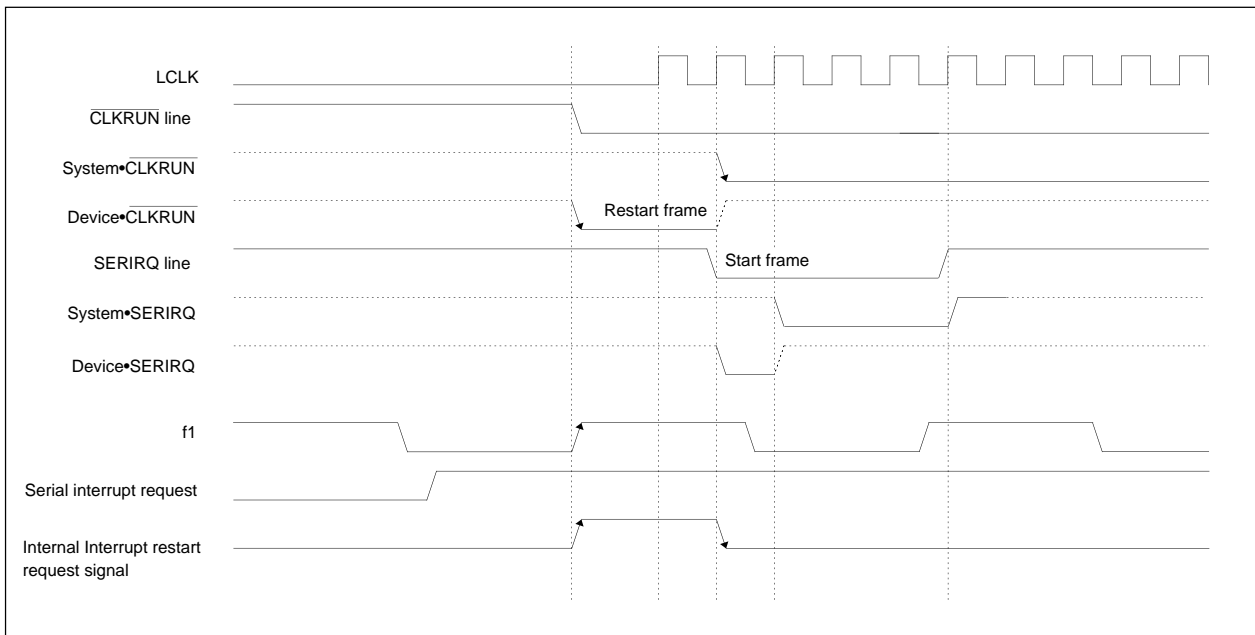 LCLK
CLKRUN line
System•CLKRUN
Device•CLKRUN
Restart frame
SERIRQ line
Start frame
System•SERIRQ
Device•SERIRQ
f1
Serial interrupt request
Internal Interrupt restart
request signal